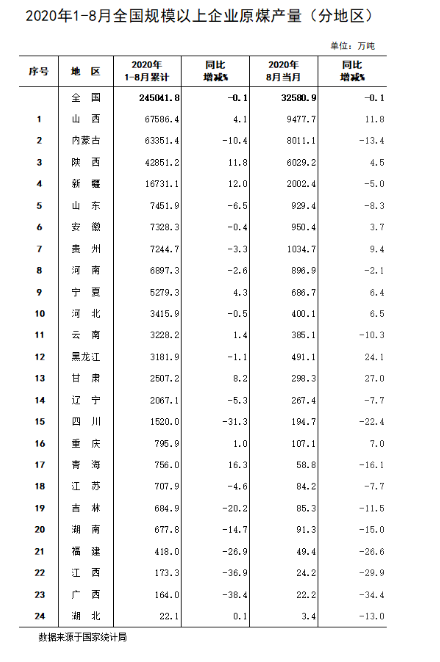 2020年1-8月全国规模以上企业原煤产量（分地区）
单位：万吨
序号 地 区 2020年 1-8月累计 同比 增减% 2020年 8月当月 同比 增减%
全 国 245041.8 -0.1 32580.9 -0.1
1 山 西 67586.4 4.1 9477.7 11.8
2 内蒙古 63351.4 -10.4 8011.1 -13.4
3 陕 西 42851.2 11.8 6029.2 4.5
4 新 疆 16731.1 12.0 2002.4 -5.0
5 山 东 7451.9 -6.5 929.4 -8.3
6 安 徽 7328.3 -0.4 950.4 3.7
7 贵 州 7244.7 -3.3 1034.7 9.4
8 河 南 6897.3 -2.6 896.9 -2.1
9 宁 夏 5279.3 4.3 686.7 6.4
10 河 北 3415.9 -0.5 400.1 6.5
11 云 南 3228.2 1.4 385.1 -10.3
12 黑龙江 3181.9 -1.1 491.1 24.1
13 甘 肃 2507.2 8.2 298.3 27.0
14 辽 宁 2067.1 -5.3 267.4 -7.7
15 四 川 1520.0 -31.3 194.7 -22.4
16 重 庆 795.9 1.0 107.1 7.0
17 青 海 756.0 16.3 58.8 -16.1
18 江 苏 707.9 -4.6 84.2 -7.7
19 吉 林 684.9 -20.2 85.3 -11.5
20 湖 南 677.8 -14.7 91.3 -15.0
21 福 建 418.0 -26.9 49.4 -26.6
22 江 西 173.3 -36.9 24.2 -29.9
23 广 西 164.0 -38.4 22.2 -34.4
24 湖 北 22.1 0.1 3.4 -13.0
数据来源于国家统计局